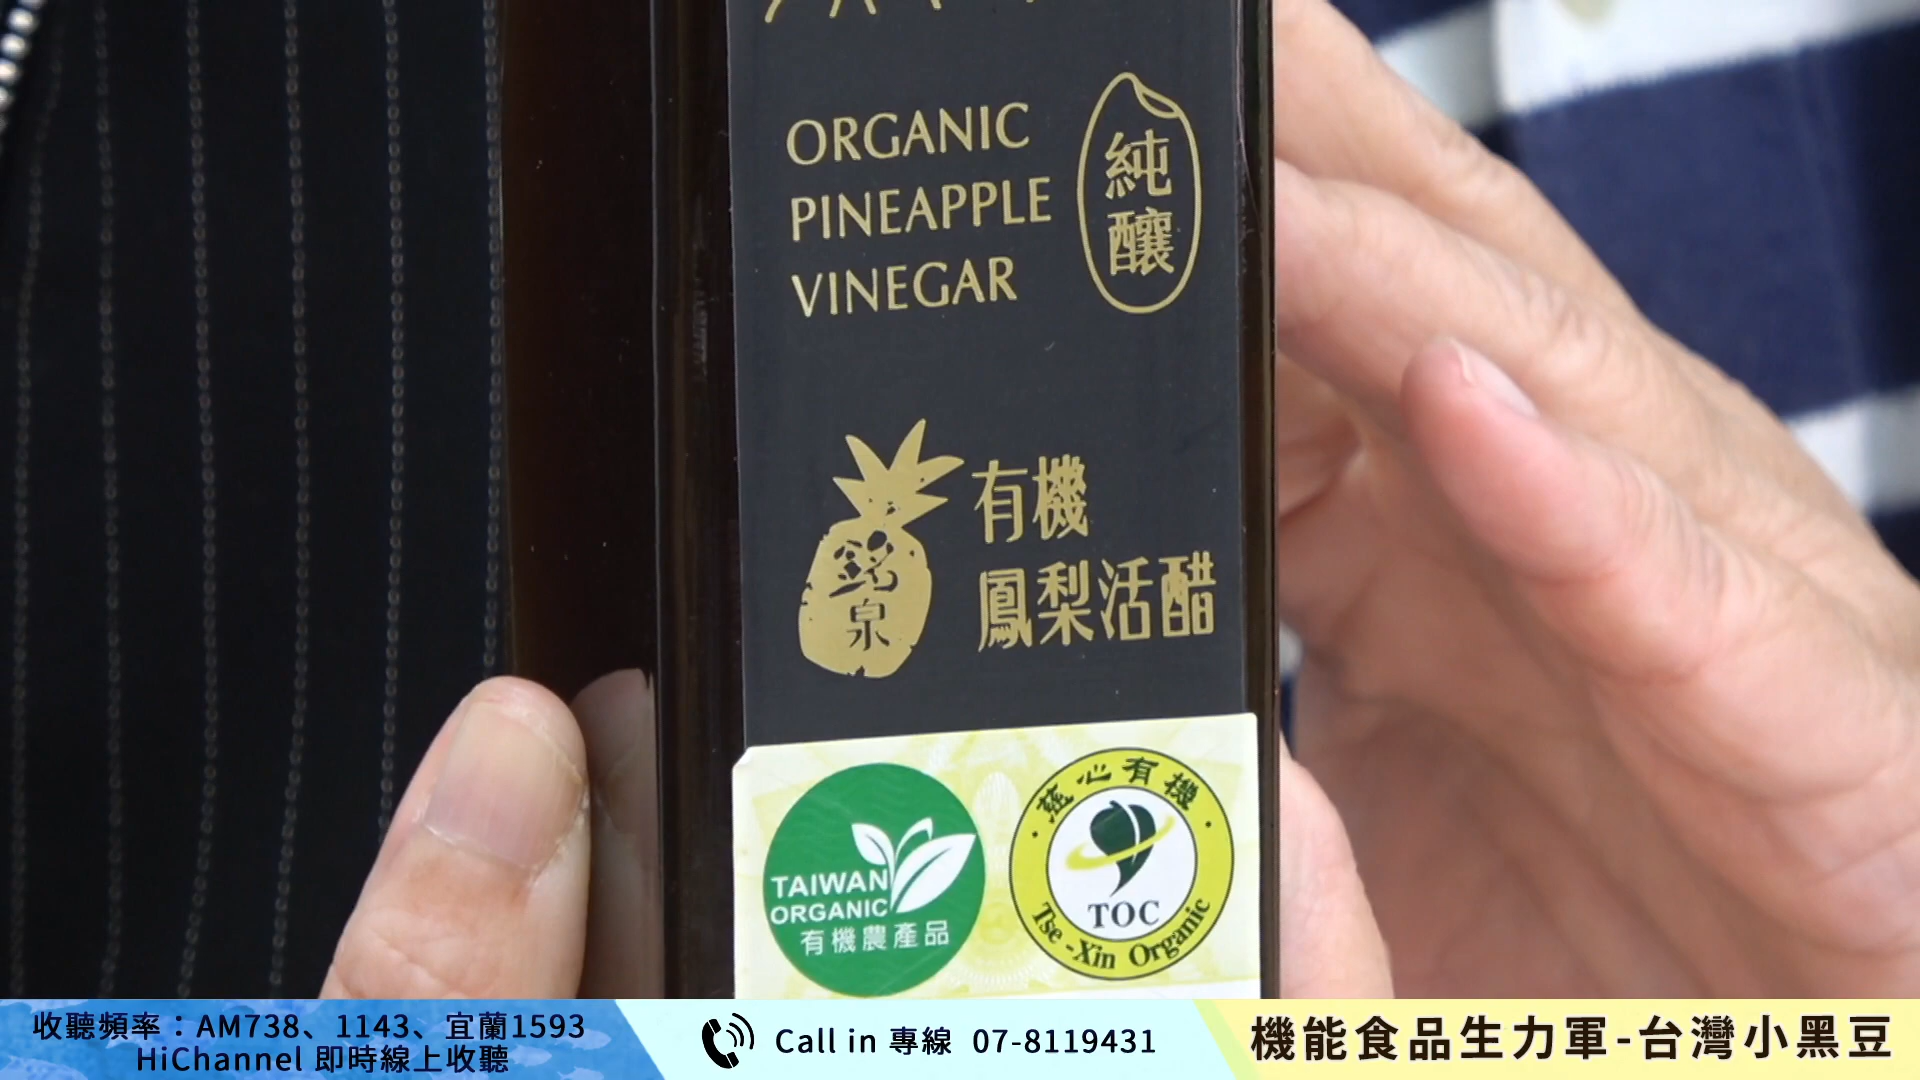 ORGANIC
PINEAPPLE
VINEGAR
純釀
銘泉
有機
鳳梨活醋
TAIWAN
ORGANIC
有機農產品
慈心有機
TOC
Tse-Xin Organic
收聽頻率：AM738、1143、宜蘭1593
HiChannel 即時線上收聽
Call in 專線 07-8119431
機能食品生力軍-台灣小黑豆